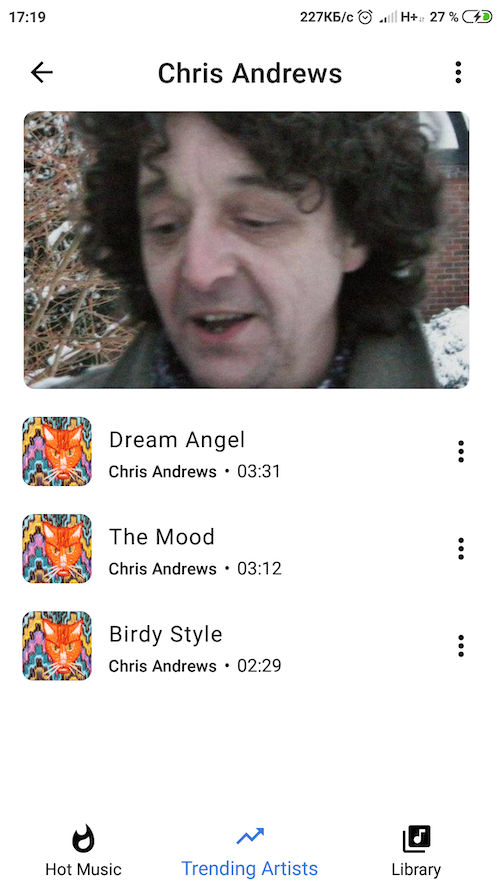 17:19 227КБ/с H+ 27 %
Chris Andrews
Dream Angel
Chris Andrews • 03:31
The Mood
Chris Andrews • 03:12
Birdy Style
Chris Andrews • 02:29
Hot Music Trending Artists Library